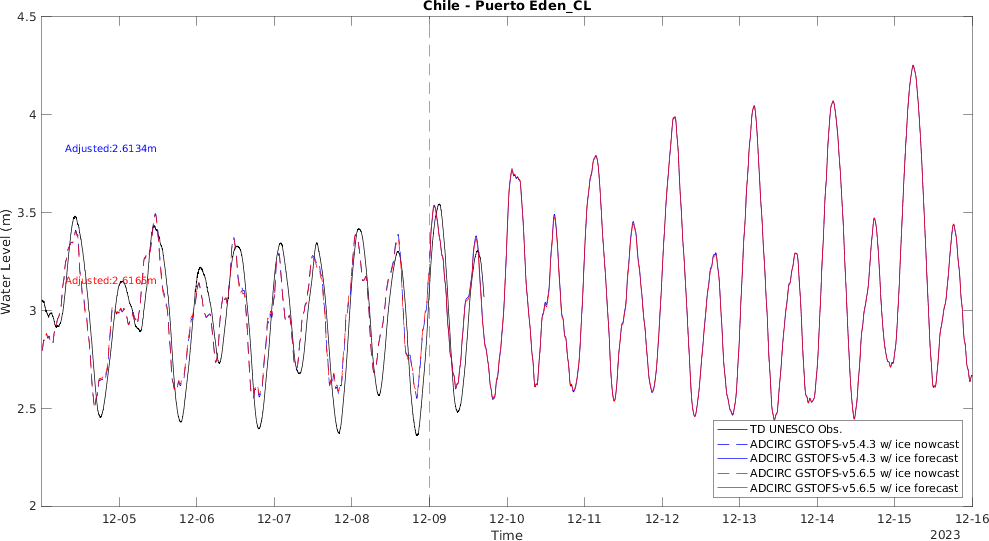 Chile - Puerto Eden_CL
4.5
4
3.5
3
2.5
2
Water Level (m)
Adjusted:2.6134m
Adjusted:2.6165m
TD UNESCO Obs.
ADCIRC GSTOFS-v5.4.3 w/ ice nowcast
ADCIRC GSTOFS-v5.4.3 w/ ice forecast
ADCIRC GSTOFS-v5.6.5 w/ ice nowcast
ADCIRC GSTOFS-v5.6.5 w/ ice forecast
12-05 12-06 12-07 12-08 12-09 12-10 12-11 12-12 12-13 12-14 12-15 12-16
Time
2023